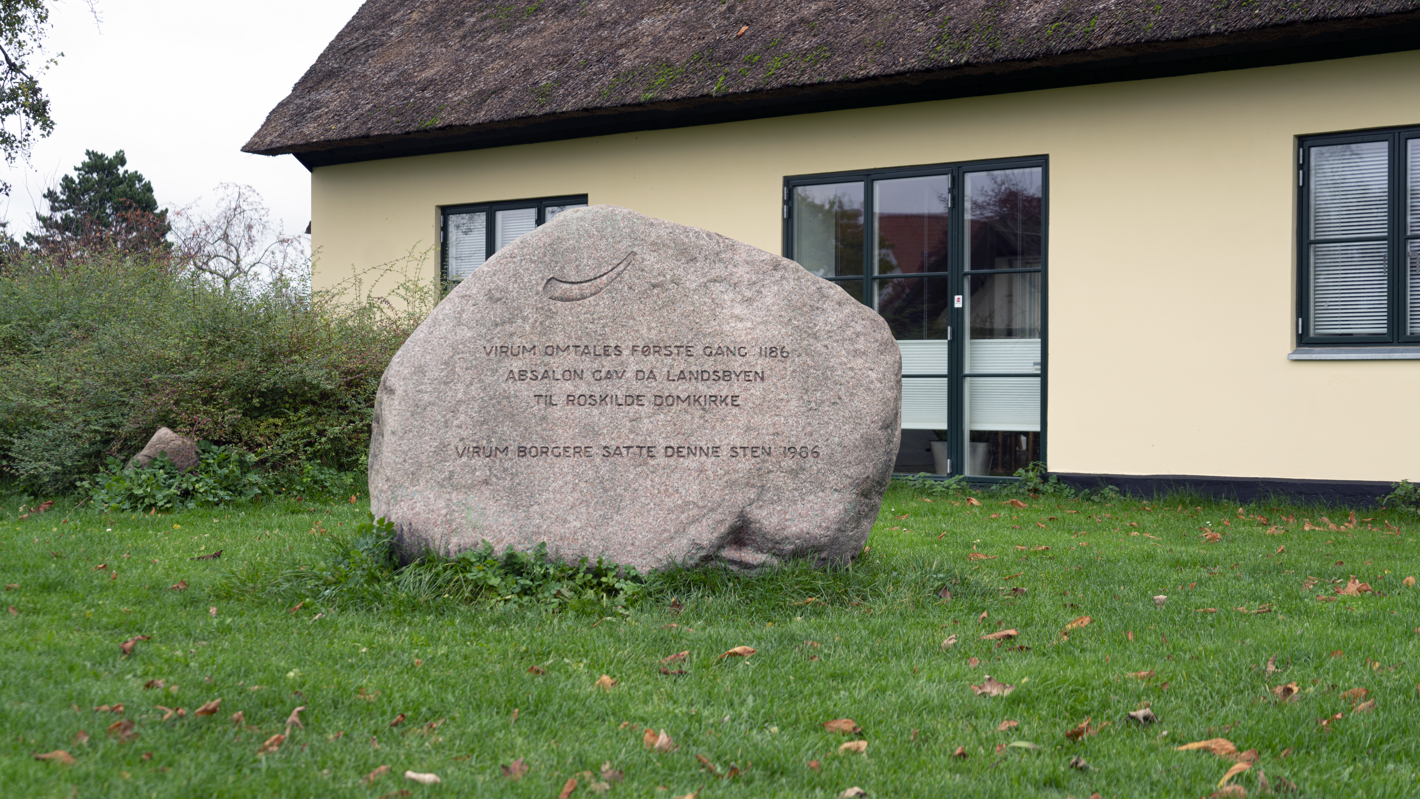 VIRUM OMTALES FØRSTE GANG 1186
ABSALON GAV DA LANDSBYEN
TIL ROSKILDE DOMKIRKE
VIRUM BORGERE SATTE DENNE STEN 1986